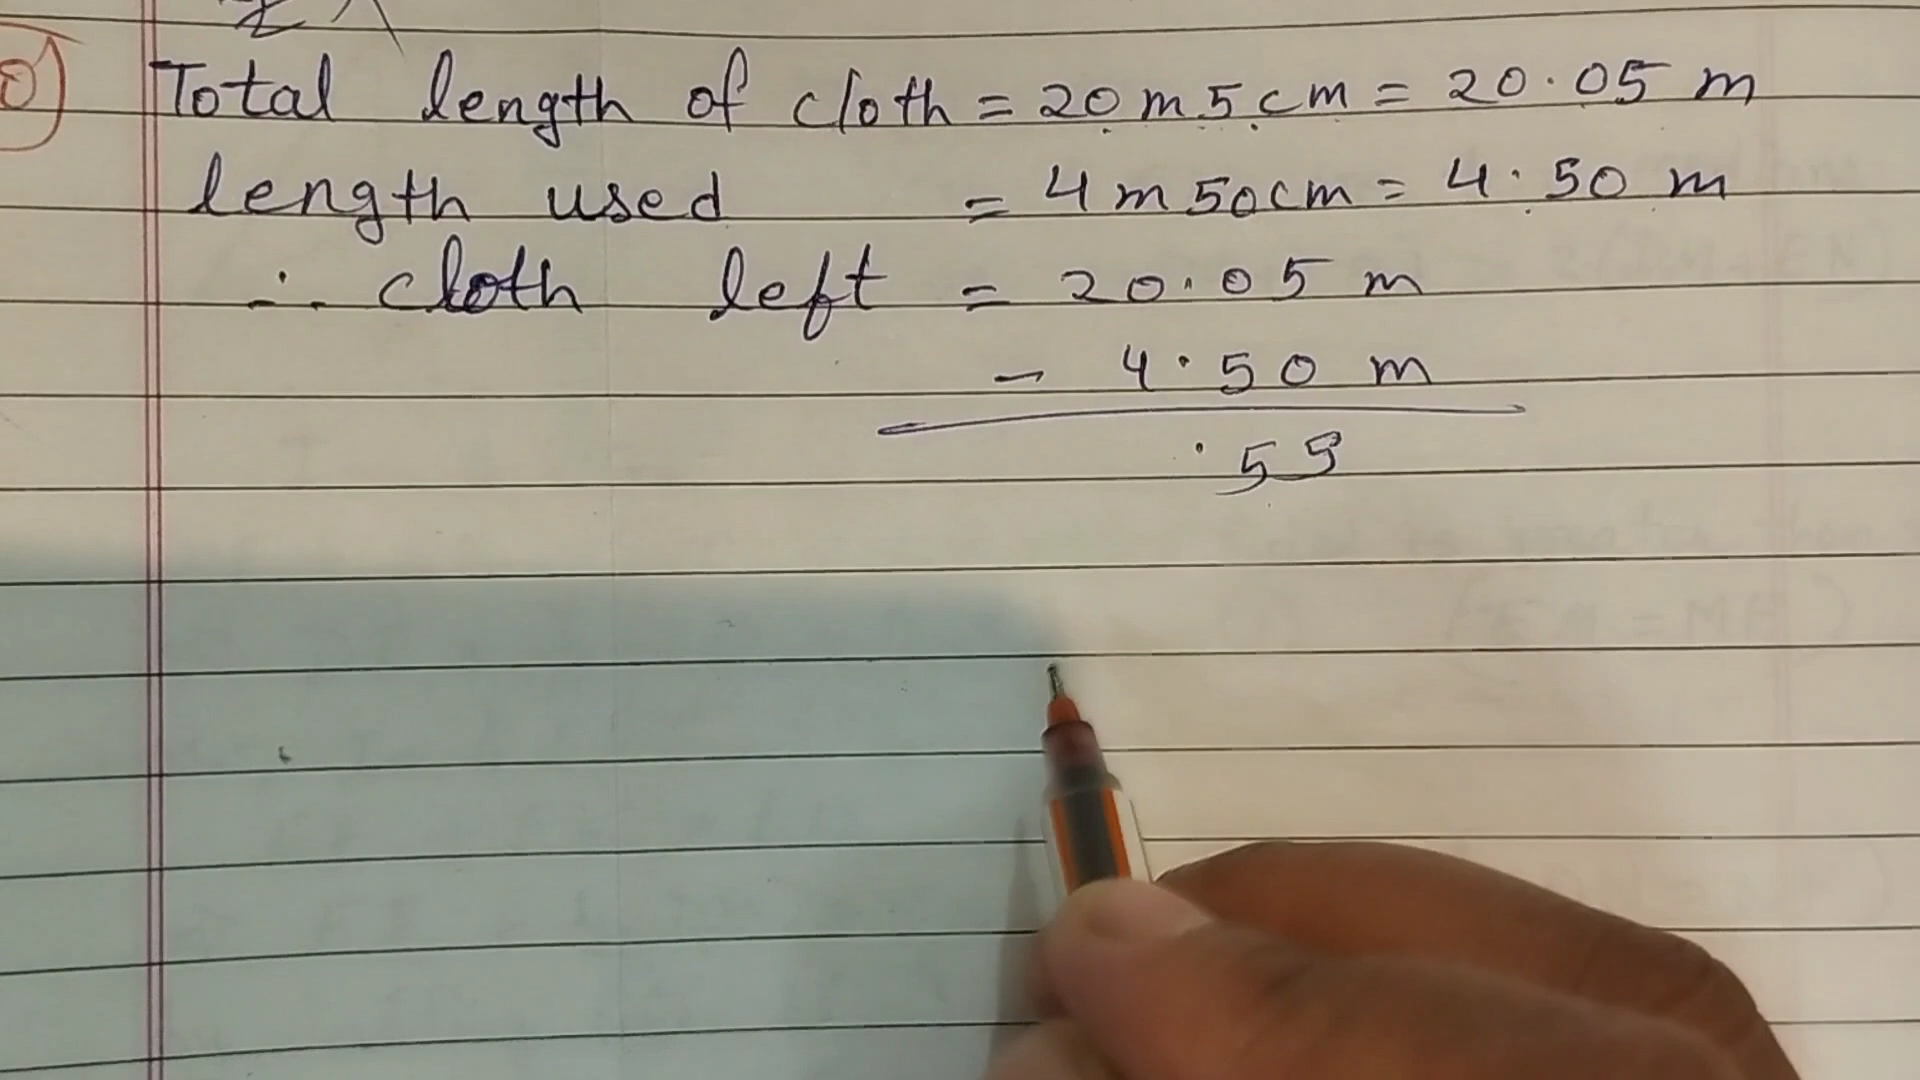 Total length of cloth = 20 m 5 cm = 20.05 m
length used = 4 m 50 cm = 4.50 m
∴ cloth left = 20.05 m
- 4.50 m
.55